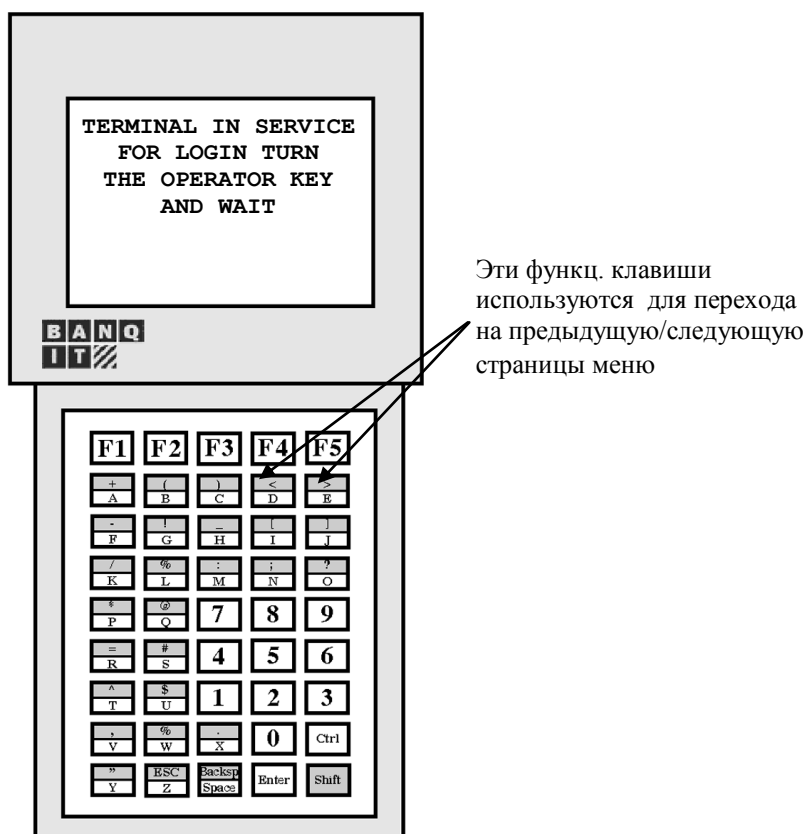 TERMINAL IN SERVICE
FOR LOGIN TURN
THE OPERATOR KEY
AND WAIT
BANQ
IT
Эти функц. клавиши
используются для перехода
на предыдущую/следующую
страницы меню
F1 F2 F3 F4 F5
+ ( ) < >
A B C D E
- ! _ [ ]
F G H I J
/ % : ; ?
K L M N O
* @ 7 8 9
P Q
= # 4 5 6
R S
^ $ 1 2 3
T U
, % . 0 Ctrl
V W X
” ESC Backsp Enter Shift
Y Z Space